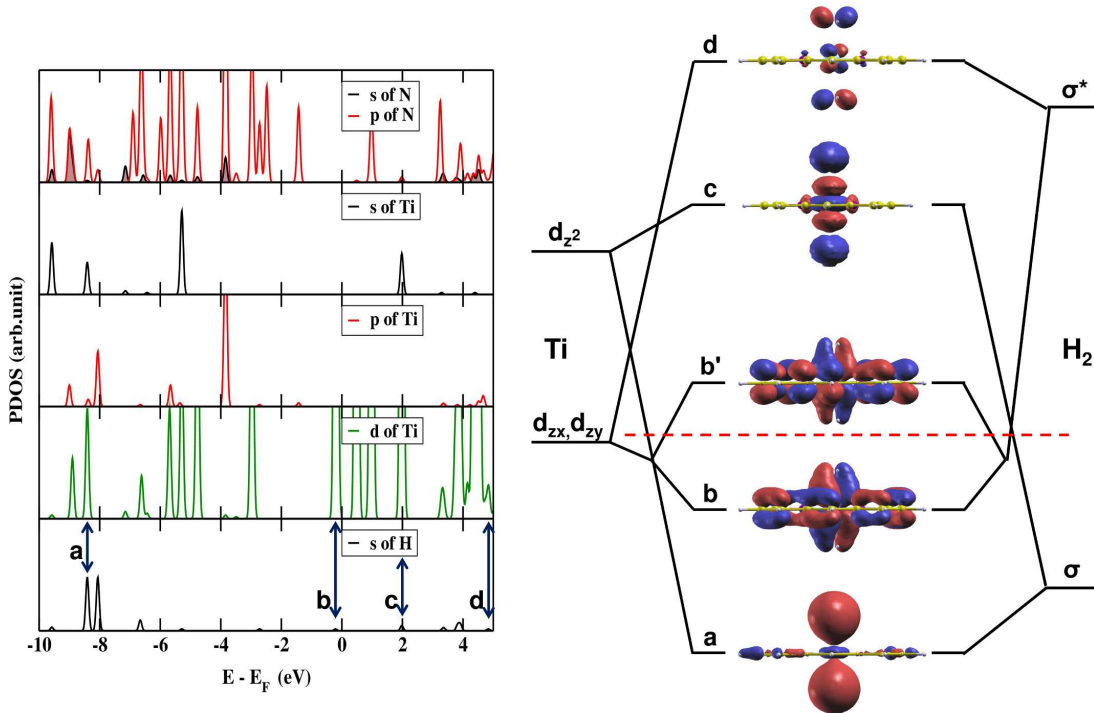 PDOS (arb.unit)
s of N
p of N
s of Ti
p of Ti
d of Ti
s of H
a
b
c
d
-10 -8 -6 -4 -2 0 2 4
E - E_F (eV)
d
σ*
c
d_z²
Ti
H₂
b'
d_zx,d_zy
b
σ
a